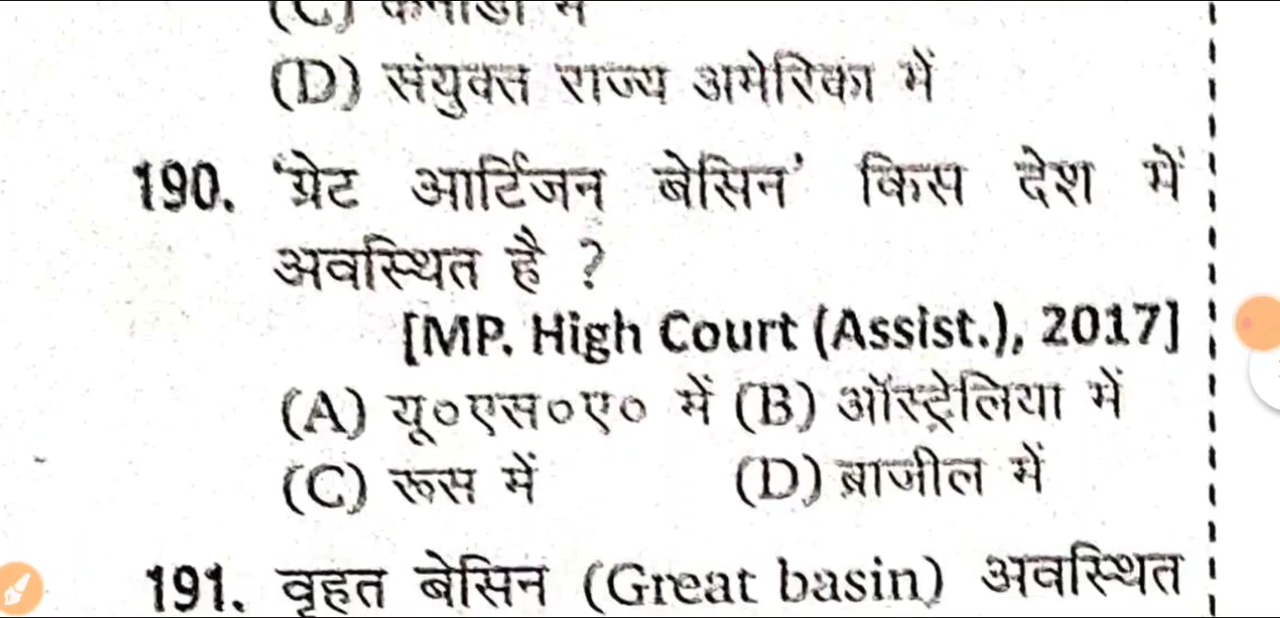 (D) संयुक्त राज्य अमेरिका में
190. 'ग्रेट आर्टिजन बेसिन' किस देश में
अवस्थित है ?
[MP. High Court (Assist.), 2017]
(A) यू०एस०ए० में (B) ऑस्ट्रेलिया में
(C) रूस में (D) ब्राजील में
191. वृहत बेसिन (Great basin) अवस्थित